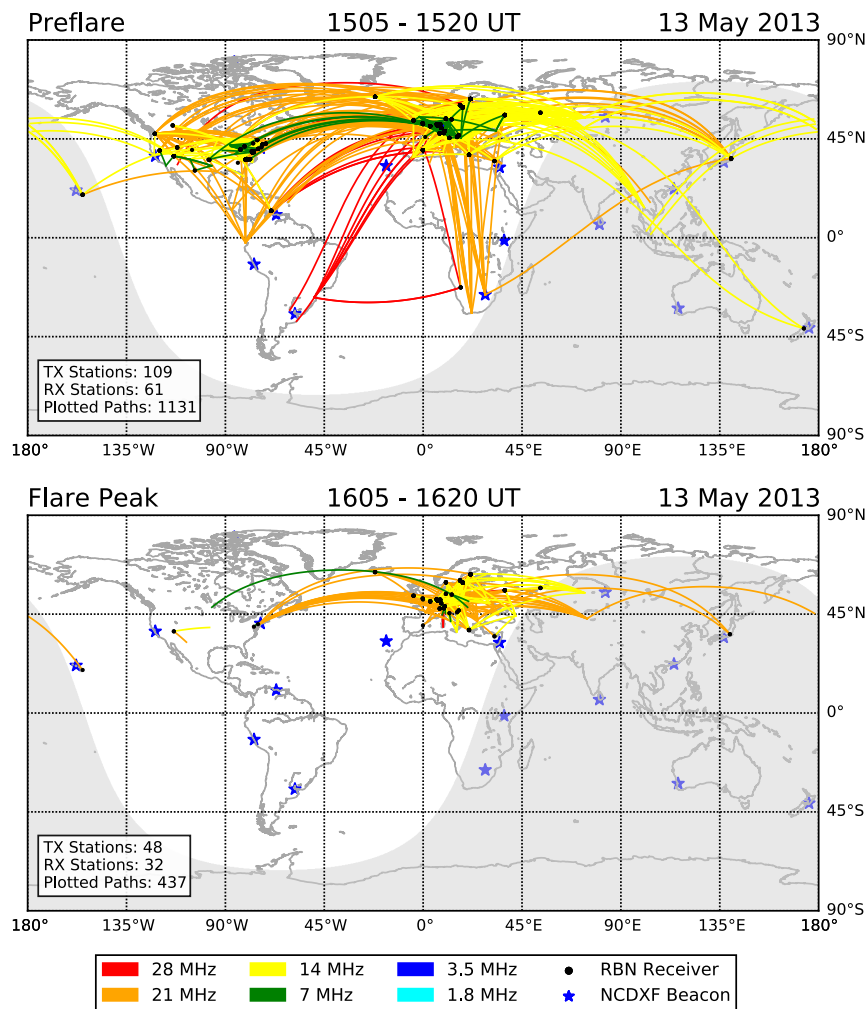 Preflare 1505 - 1520 UT 13 May 2013
90°N
45°N
0°
45°S
90°S
TX Stations: 109
RX Stations: 61
Plotted Paths: 1131
180° 135°W 90°W 45°W 0° 45°E 90°E 135°E 180°
Flare Peak 1605 - 1620 UT 13 May 2013
90°N
45°N
0°
45°S
90°S
TX Stations: 48
RX Stations: 32
Plotted Paths: 437
180° 135°W 90°W 45°W 0° 45°E 90°E 135°E 180°
28 MHz 14 MHz 3.5 MHz RBN Receiver
21 MHz 7 MHz 1.8 MHz NCDXF Beacon